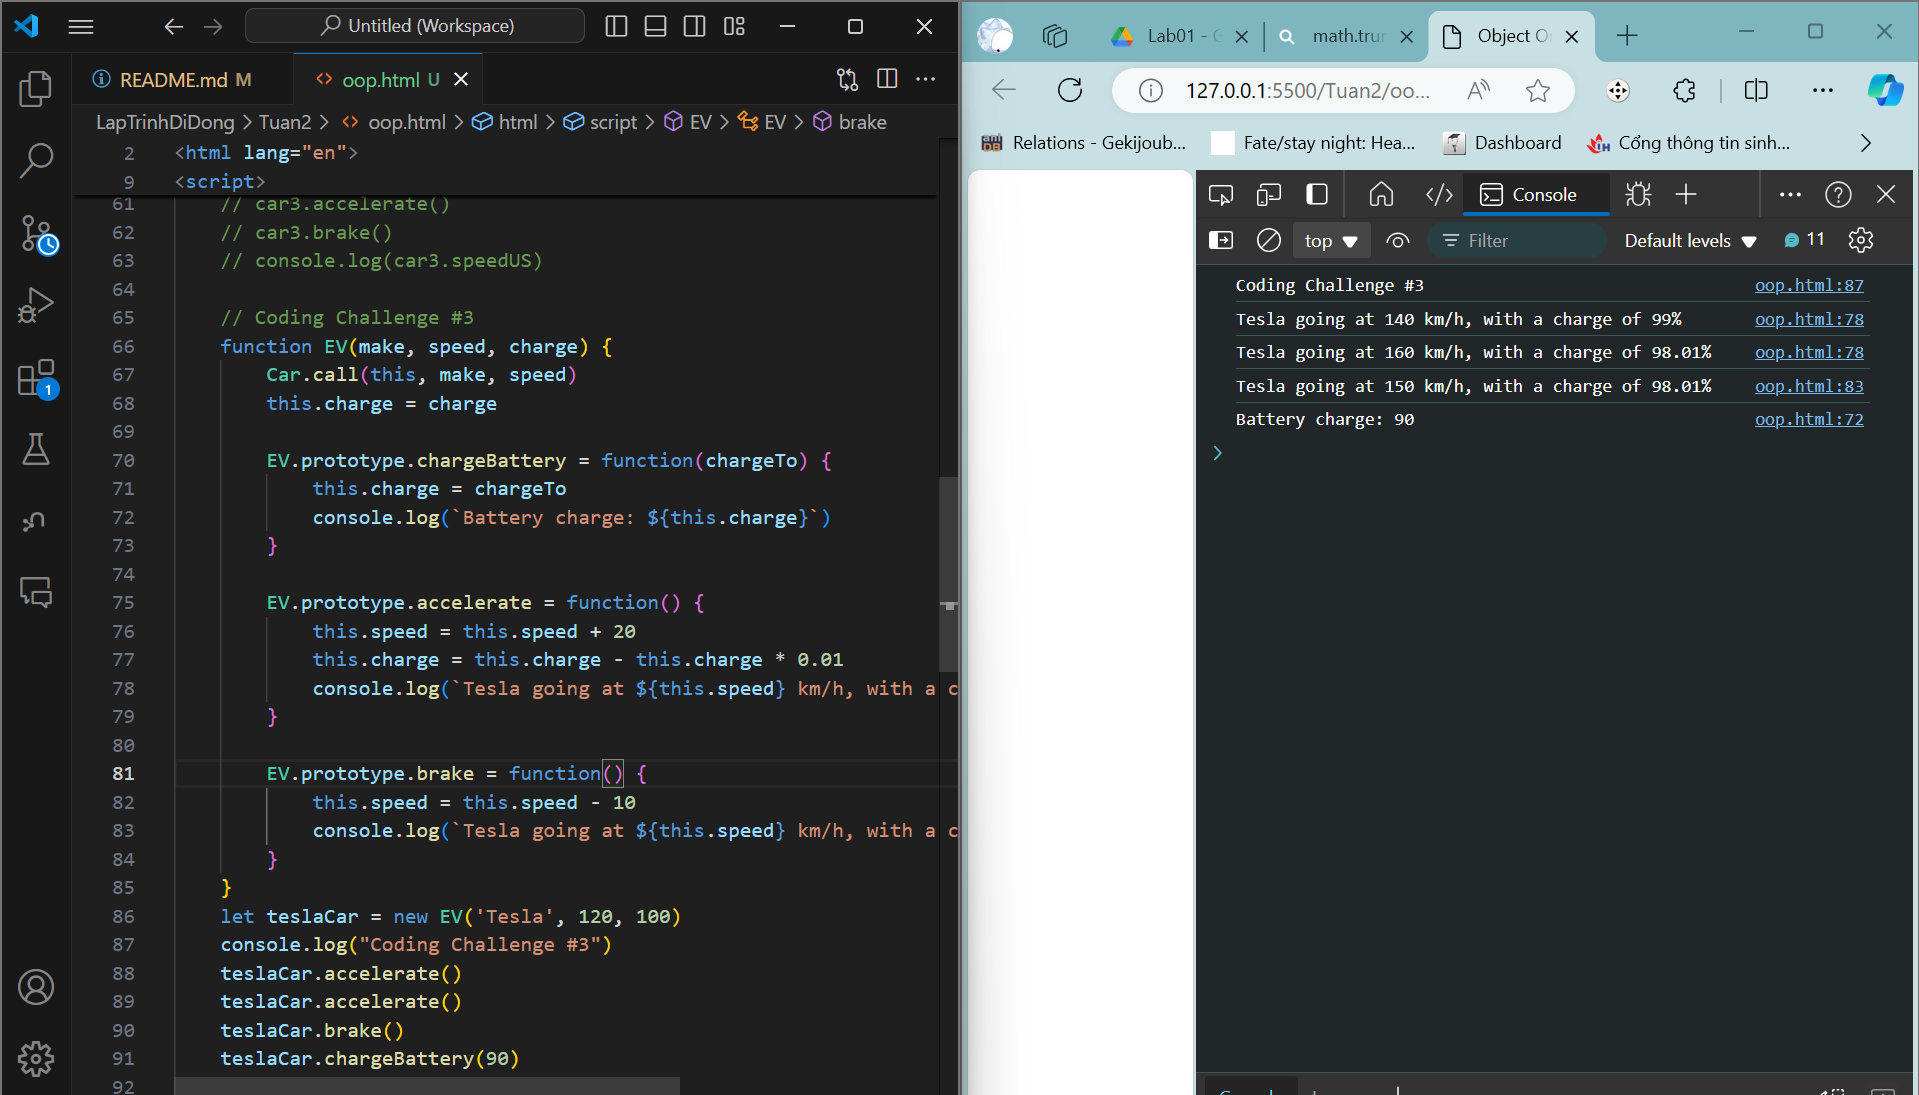 Untitled (Workspace)
README.md M
oop.html U
LapTrinhDiDong > Tuan2 > oop.html > html > script > EV > EV > brake
2 <html lang="en">
9 <script>
61 // car3.accelerate()
62 // car3.brake()
63 // console.log(car3.speedUS)
64
65 // Coding Challenge #3
66 function EV(make, speed, charge) {
67 Car.call(this, make, speed)
68 this.charge = charge
69
70 EV.prototype.chargeBattery = function(chargeTo) {
71 this.charge = chargeTo
72 console.log(`Battery charge: ${this.charge}`)
73 }
74
75 EV.prototype.accelerate = function() {
76 this.speed = this.speed + 20
77 this.charge = this.charge - this.charge * 0.01
78 console.log(`Tesla going at ${this.speed} km/h, with a c
79 }
80
81 EV.prototype.brake = function() {
82 this.speed = this.speed - 10
83 console.log(`Tesla going at ${this.speed} km/h, with a c
84 }
85 }
86 let teslaCar = new EV('Tesla', 120, 100)
87 console.log("Coding Challenge #3")
88 teslaCar.accelerate()
89 teslaCar.accelerate()
90 teslaCar.brake()
91 teslaCar.chargeBattery(90)
92
1
Lab01 - G
math.trun
Object O
127.0.0.1:5500/Tuan2/oo...
Relations - Gekijoub...
Fate/stay night: Hea...
Dashboard
Cổng thông tin sinh...
Console
top
Filter
Default levels
11
Coding Challenge #3 oop.html:87
Tesla going at 140 km/h, with a charge of 99% oop.html:78
Tesla going at 160 km/h, with a charge of 98.01% oop.html:78
Tesla going at 150 km/h, with a charge of 98.01% oop.html:83
Battery charge: 90 oop.html:72